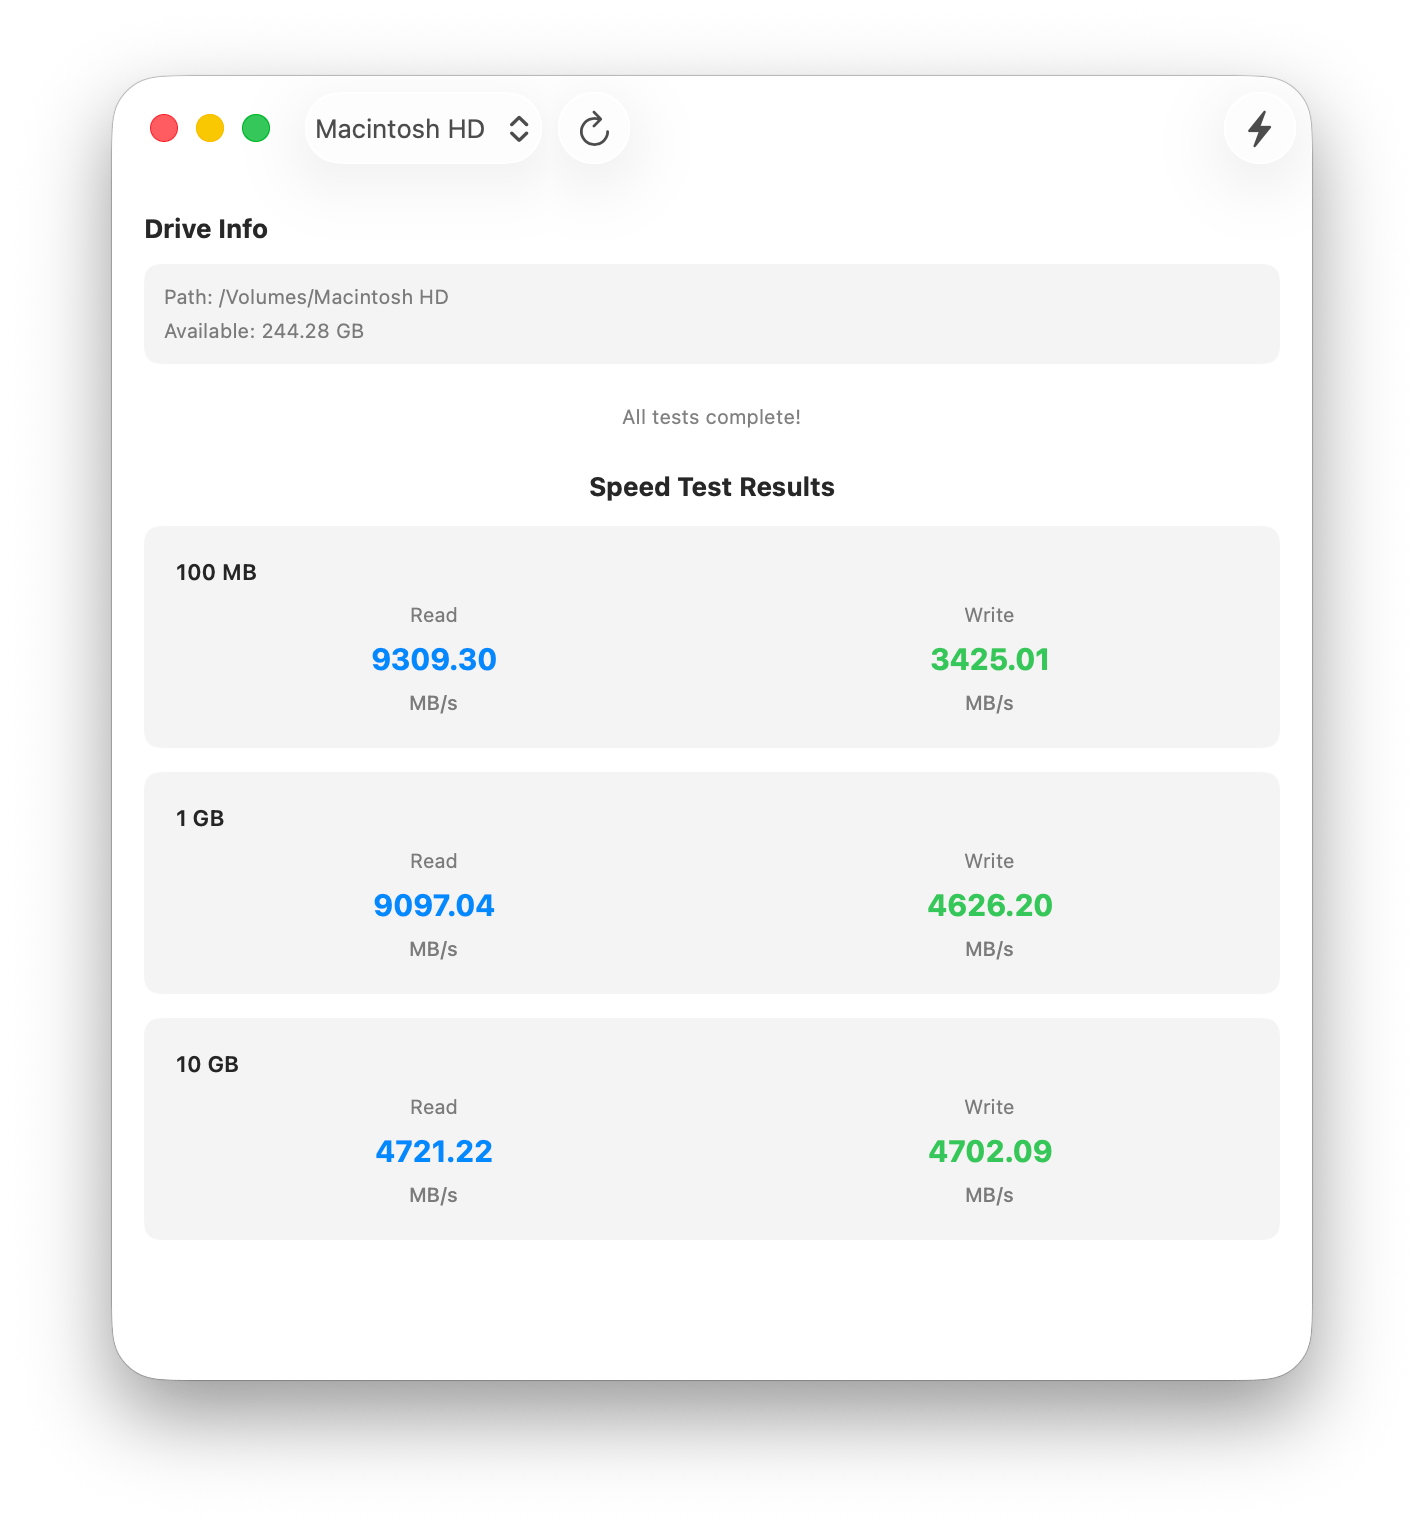 Macintosh HD
Drive Info
Path: /Volumes/Macintosh HD
Available: 244.28 GB
All tests complete!
Speed Test Results
100 MB
Read Write
9309.30 3425.01
MB/s MB/s
1 GB
Read Write
9097.04 4626.20
MB/s MB/s
10 GB
Read Write
4721.22 4702.09
MB/s MB/s